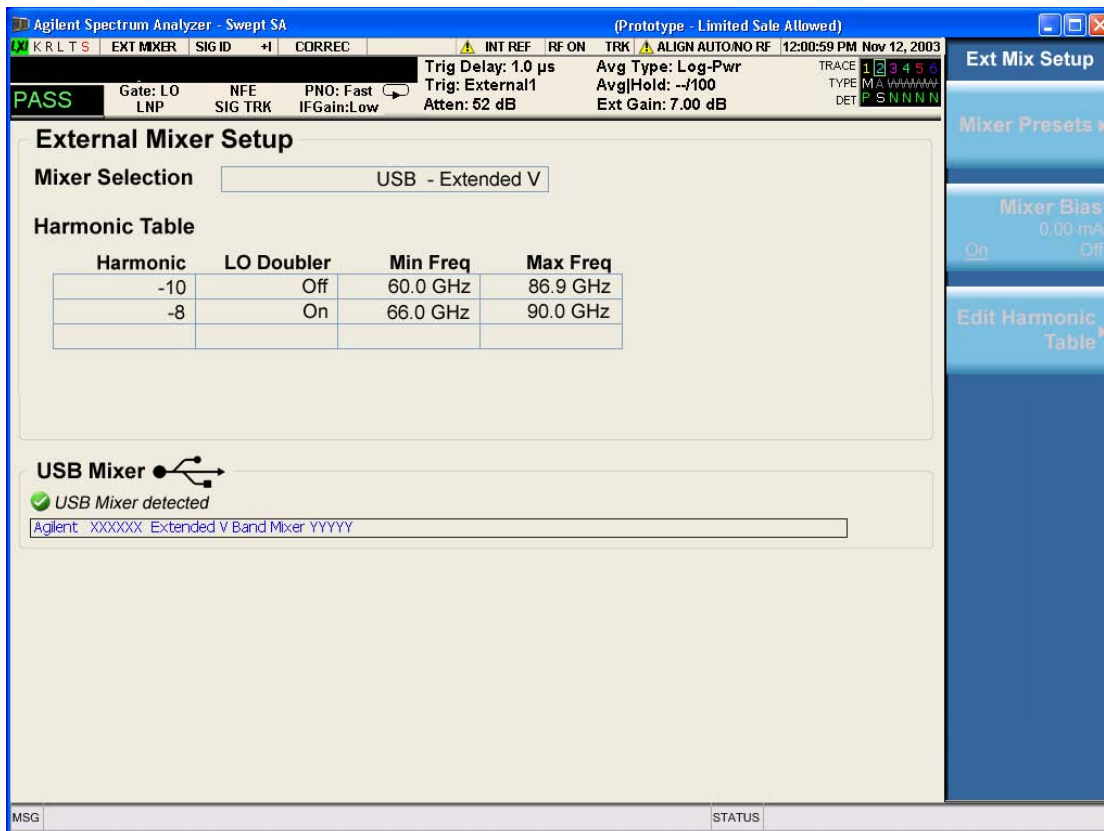 Agilent Spectrum Analyzer - Swept SA (Prototype - Limited Sale Allowed)
LXI K R L T S EXT MIXER SIG ID +I CORREC INT REF RF ON TRK ALIGN AUTO/NO RF 12:00:59 PM Nov 12, 2003
PASS
Gate: LO
LNP
NFE
SIG TRK
PNO: Fast
IFGain:Low
Trig Delay: 1.0 µs
Trig: External1
Atten: 52 dB
Avg Type: Log-Pwr
Avg|Hold: --/100
Ext Gain: 7.00 dB
TRACE 1 2 3 4 5 6
TYPE M A W W W W
DET P S N N N N
Ext Mix Setup
Mixer Presets
Mixer Bias
0.00 mA
On Off
Edit Harmonic
Table
External Mixer Setup
Mixer Selection USB - Extended V
Harmonic Table
Harmonic LO Doubler Min Freq Max Freq
-10 Off 60.0 GHz 86.9 GHz
-8 On 66.0 GHz 90.0 GHz
USB Mixer
USB Mixer detected
Agilent XXXXXX Extended V Band Mixer YYYYY
MSG STATUS